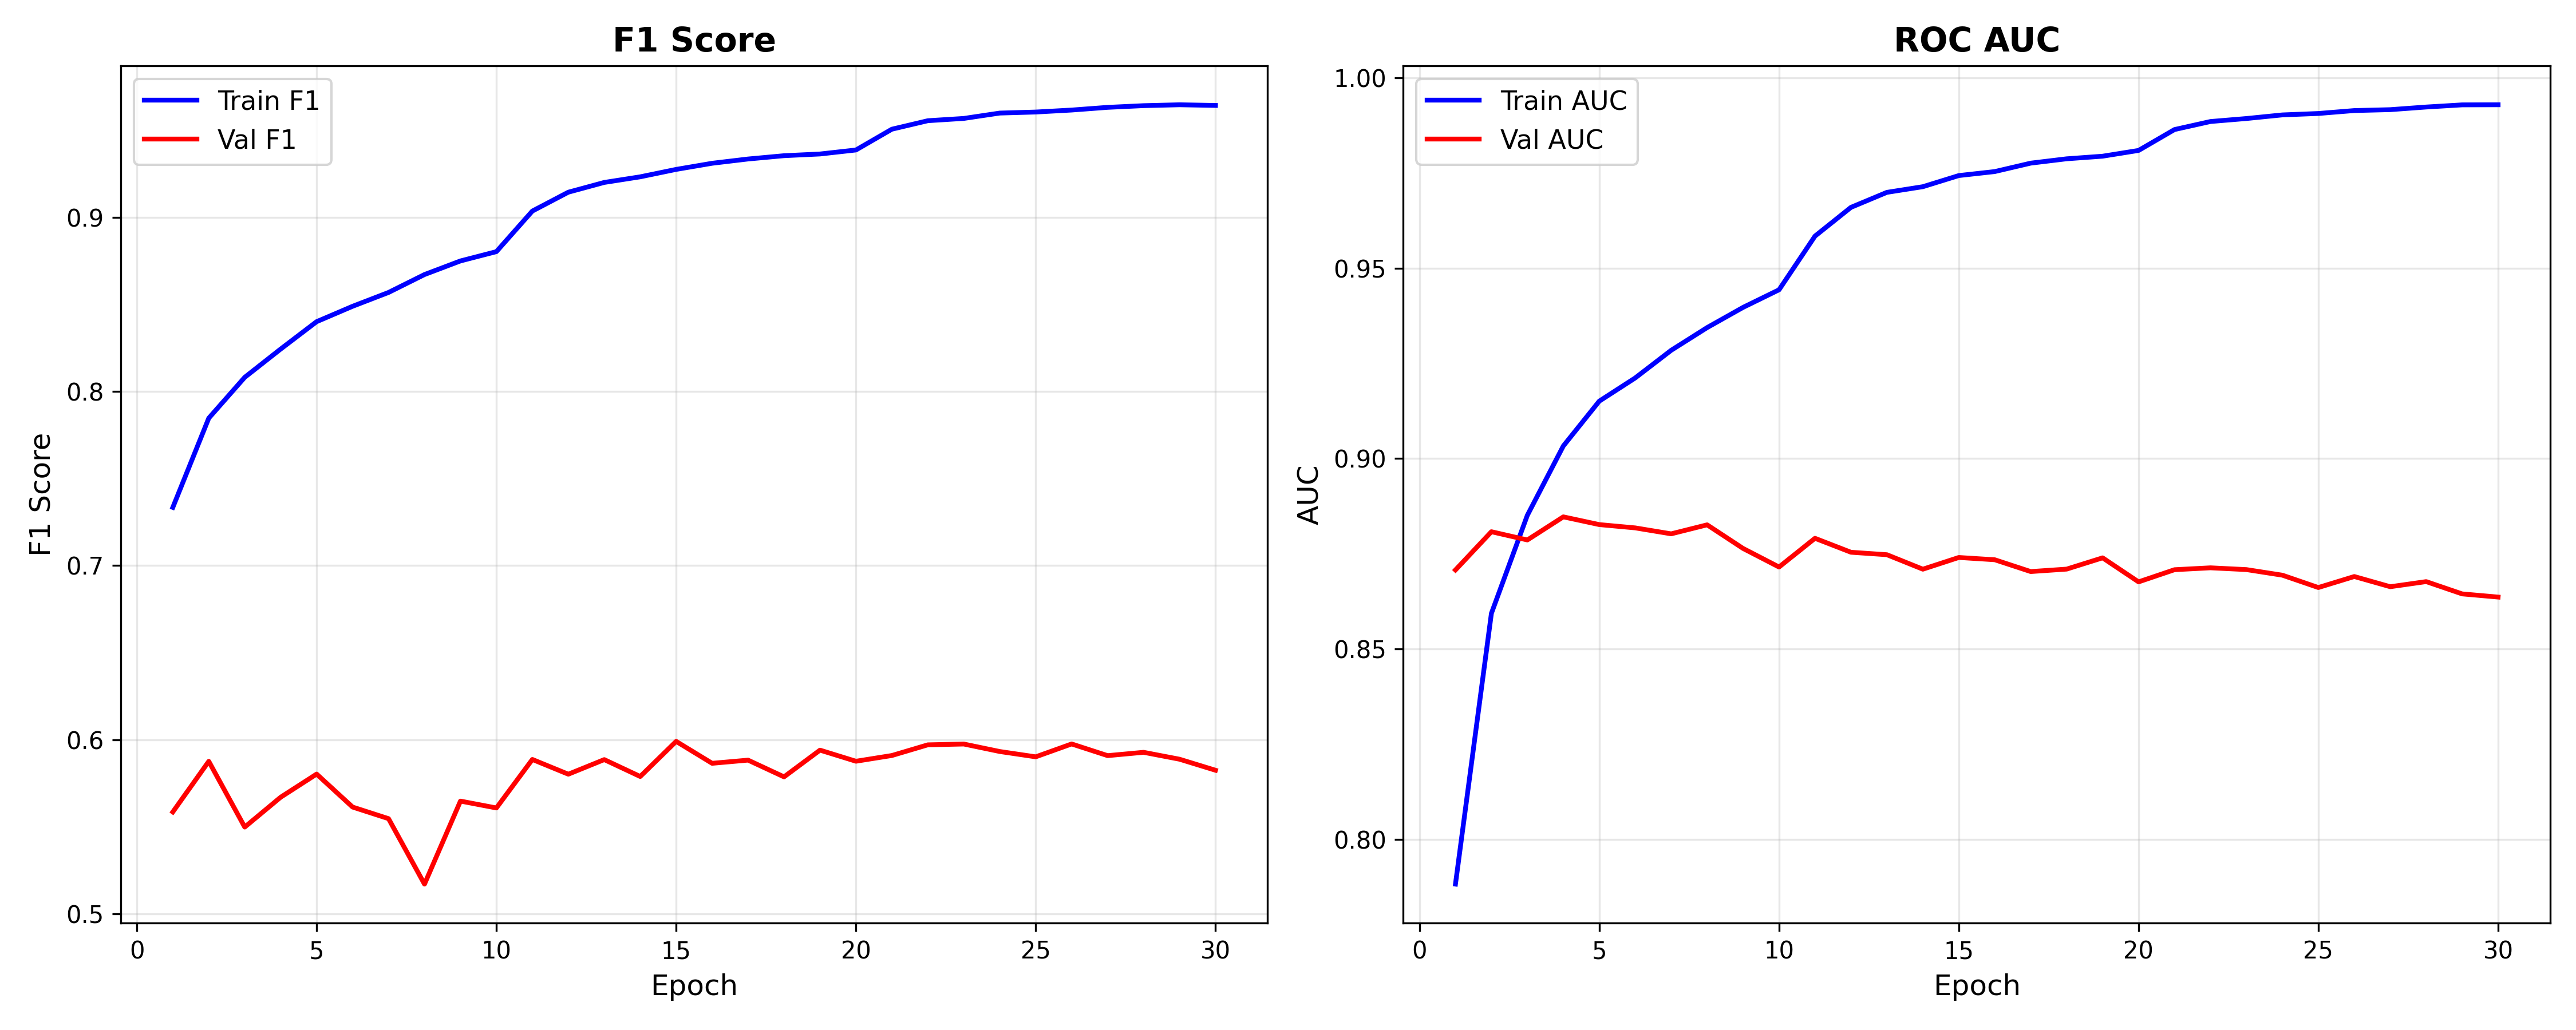 F1 Score
Train F1
Val F1
F1 Score
0.9
0.8
0.7
0.6
0.5
0 5 10 15 20 25 30
Epoch
ROC AUC
Train AUC
Val AUC
AUC
1.00
0.95
0.90
0.85
0.80
0 5 10 15 20 25 30
Epoch